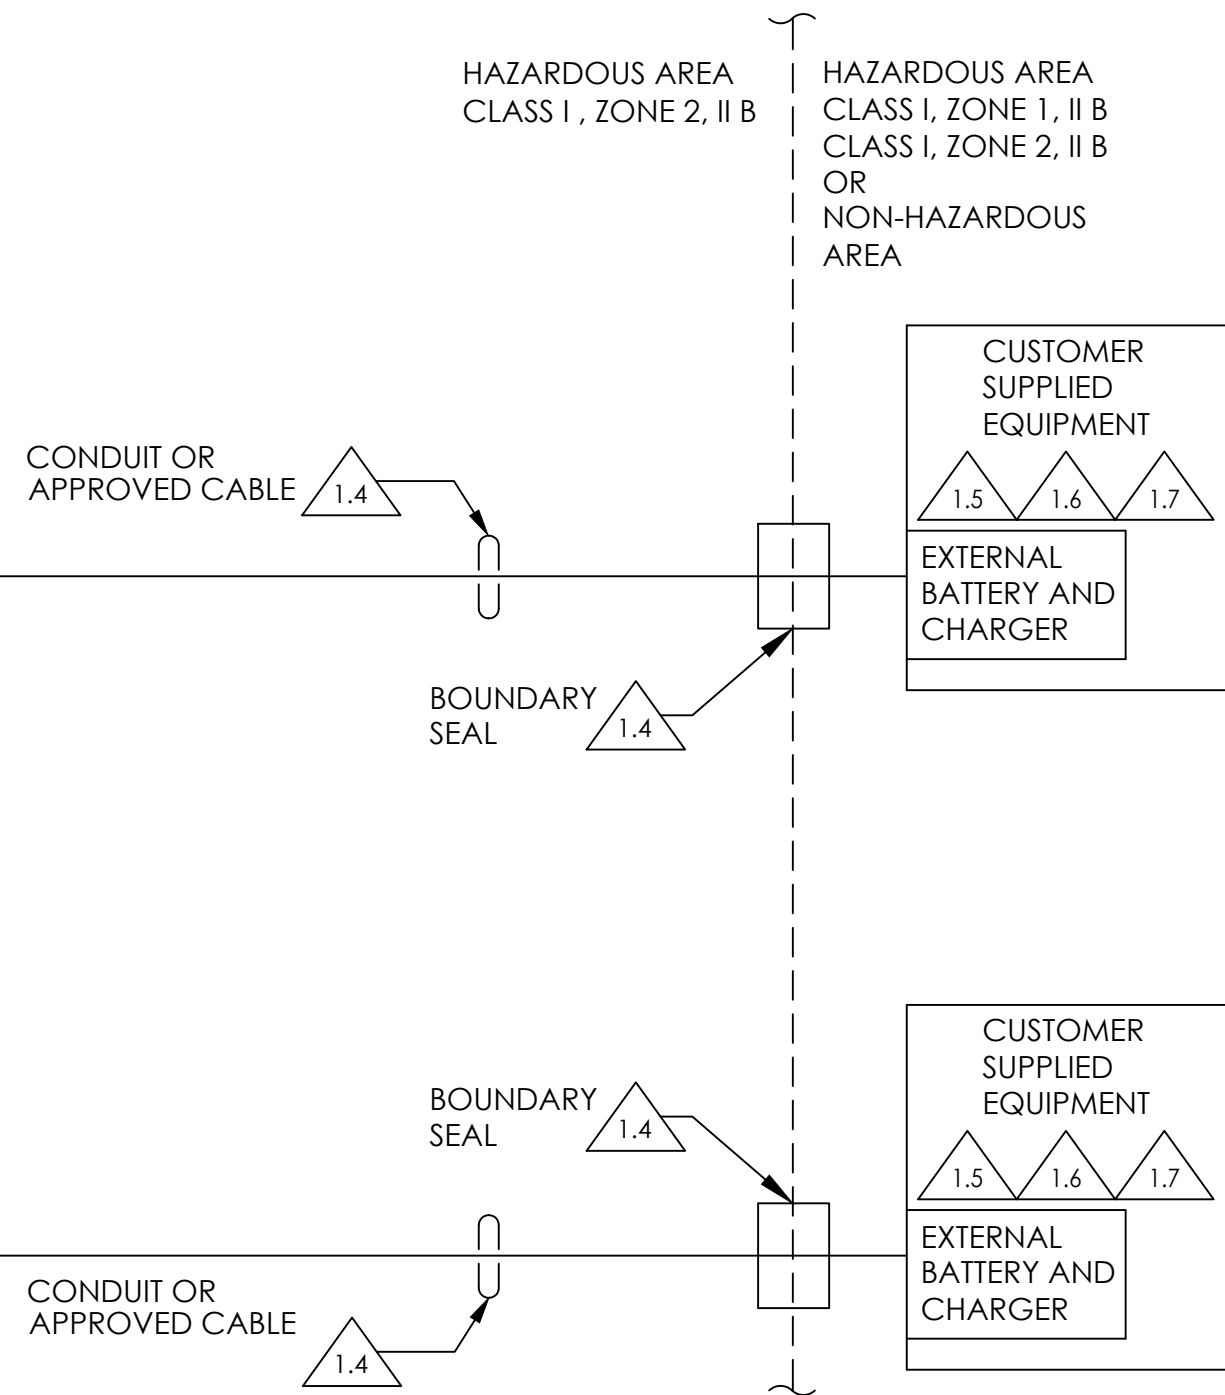 HAZARDOUS AREA
CLASS I , ZONE 2, II B
HAZARDOUS AREA
CLASS I, ZONE 1, II B
CLASS I, ZONE 2, II B
OR
NON-HAZARDOUS
AREA
CONDUIT OR
APPROVED CABLE
1.4
CUSTOMER
SUPPLIED
EQUIPMENT
1.5
1.6
1.7
EXTERNAL
BATTERY AND
CHARGER
BOUNDARY
SEAL
1.4
BOUNDARY
SEAL
1.4
CUSTOMER
SUPPLIED
EQUIPMENT
1.5
1.6
1.7
EXTERNAL
BATTERY AND
CHARGER
CONDUIT OR
APPROVED CABLE
1.4